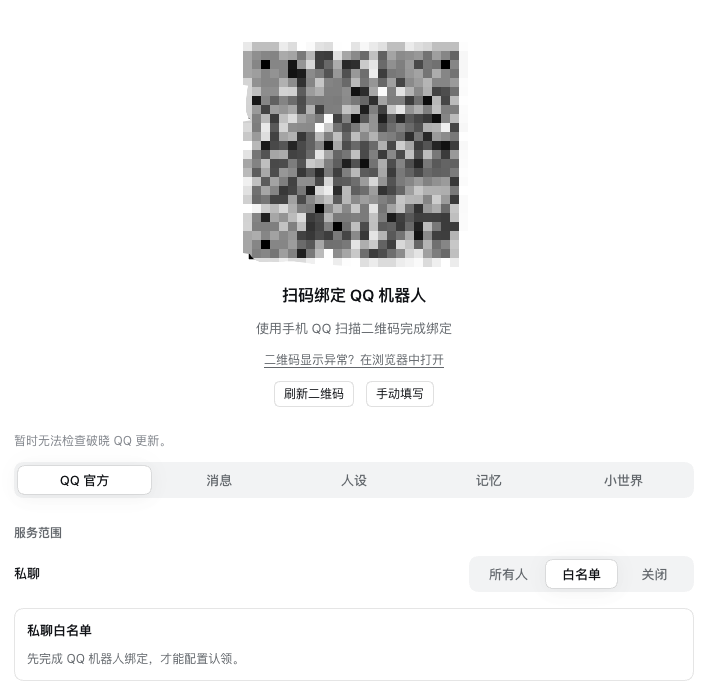 扫码绑定 QQ 机器人
使用手机 QQ 扫描二维码完成绑定
二维码显示异常？在浏览器中打开
刷新二维码 手动填写
暂时无法检查破晓 QQ 更新。
QQ 官方 消息 人设 记忆 小世界
服务范围
私聊 所有人 白名单 关闭
私聊白名单
先完成 QQ 机器人绑定，才能配置认领。